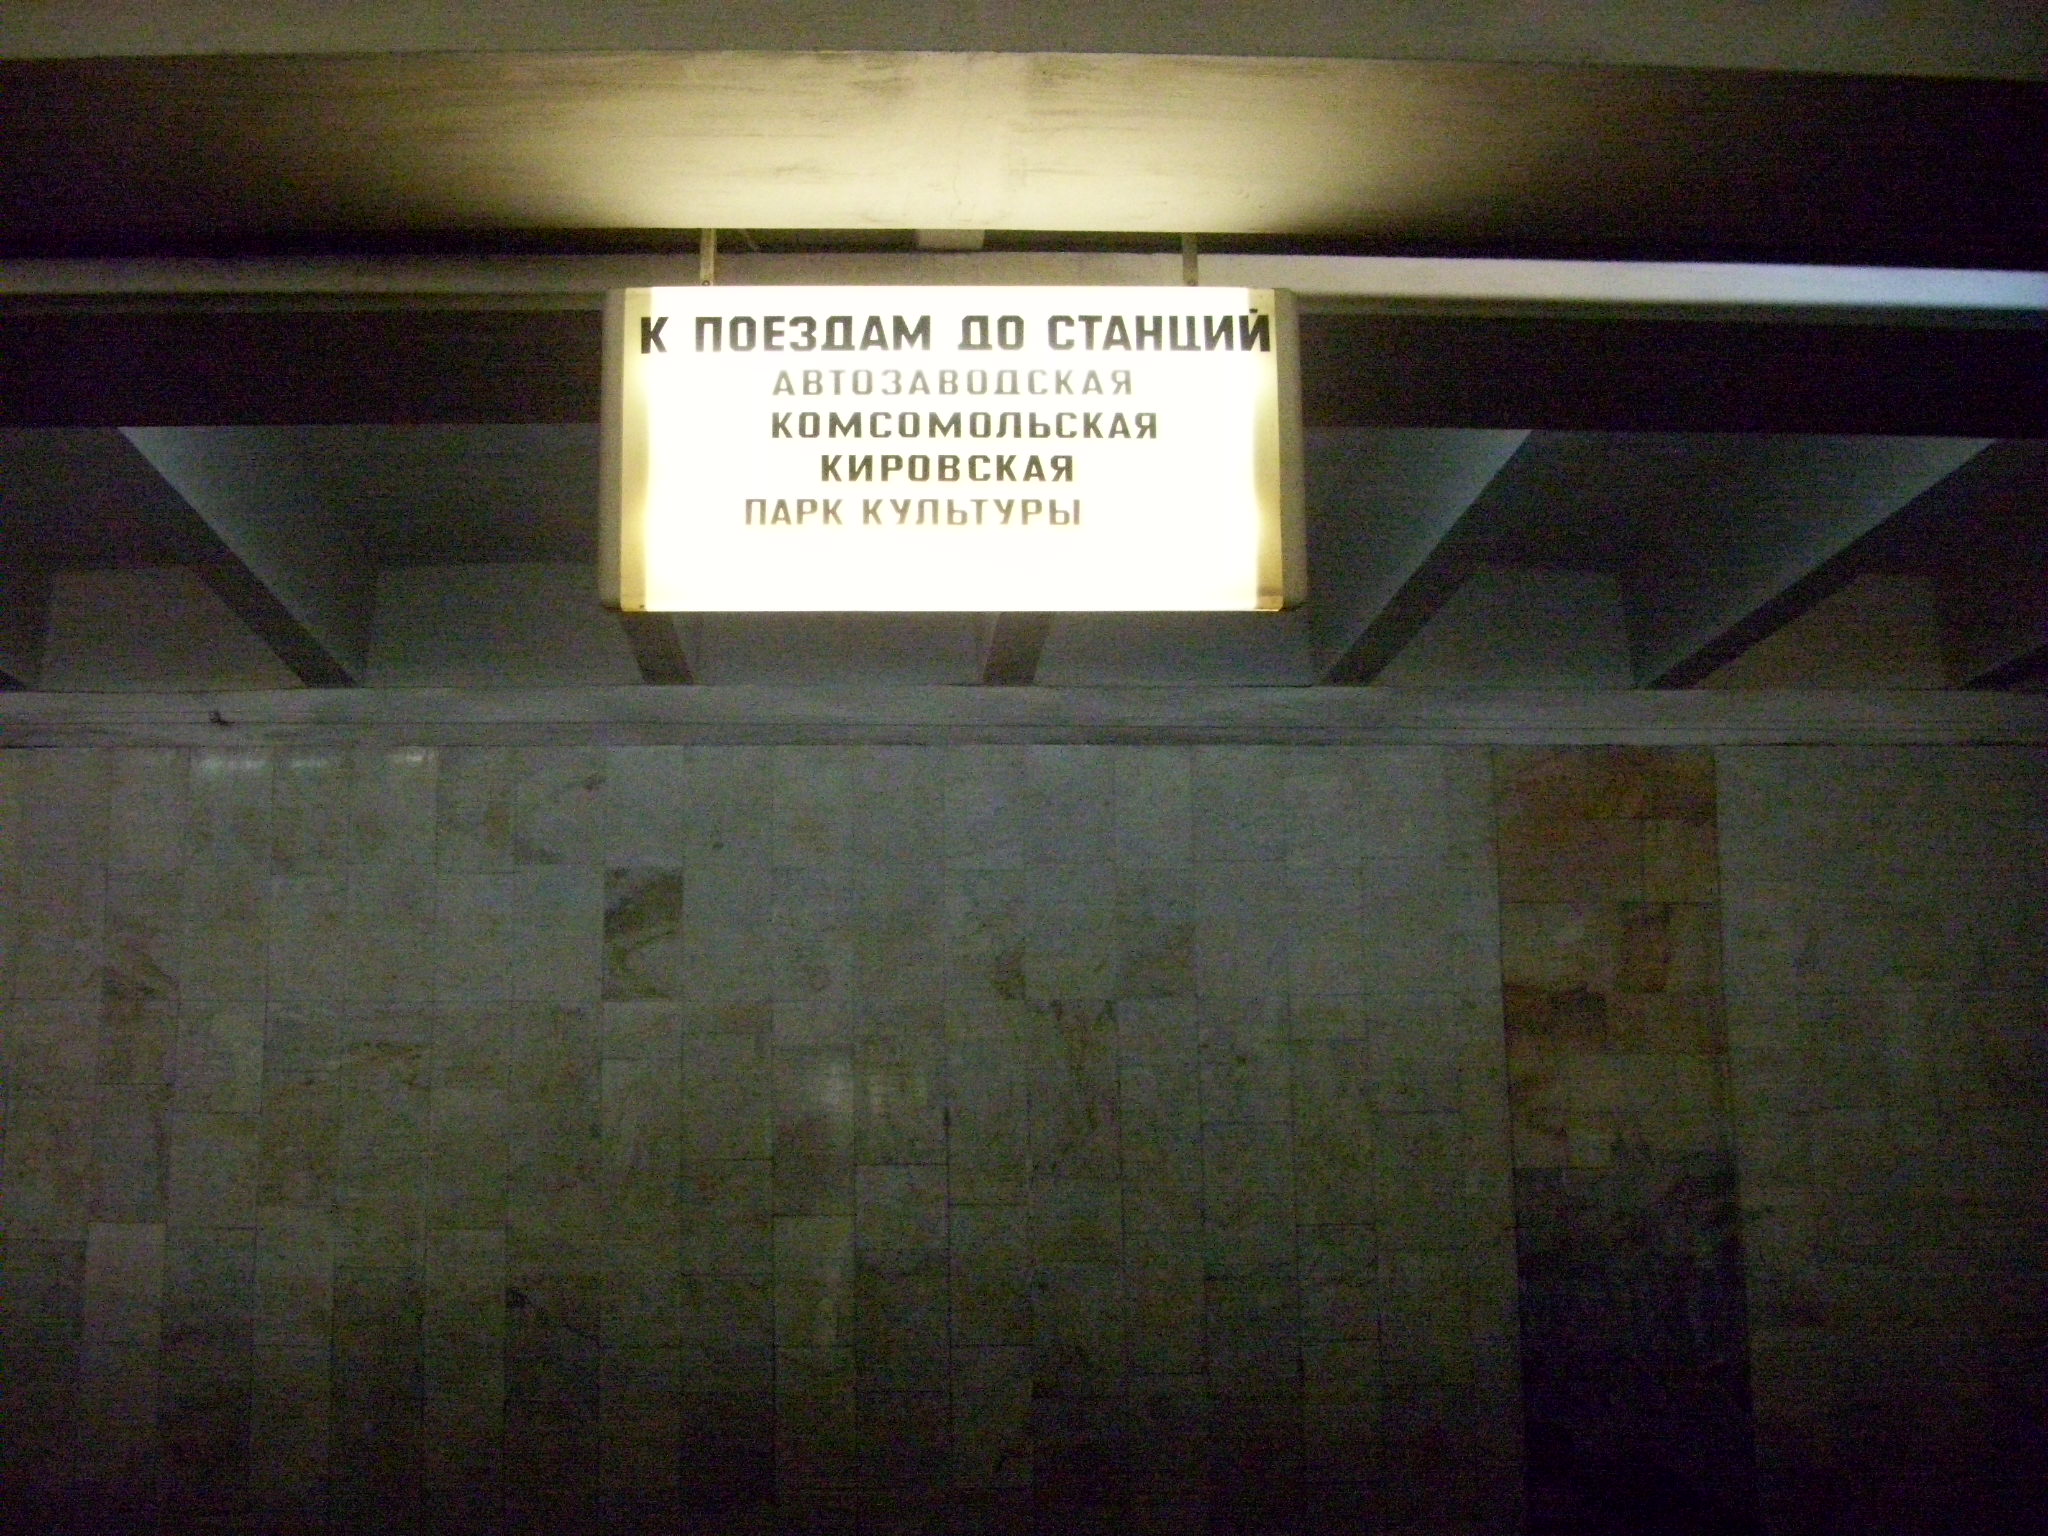 К ПОЕЗДАМ ДО СТАНЦИЙ
АВТОЗАВОДСКАЯ
КОМСОМОЛЬСКАЯ
КИРОВСКАЯ
ПАРК КУЛЬТУРЫ